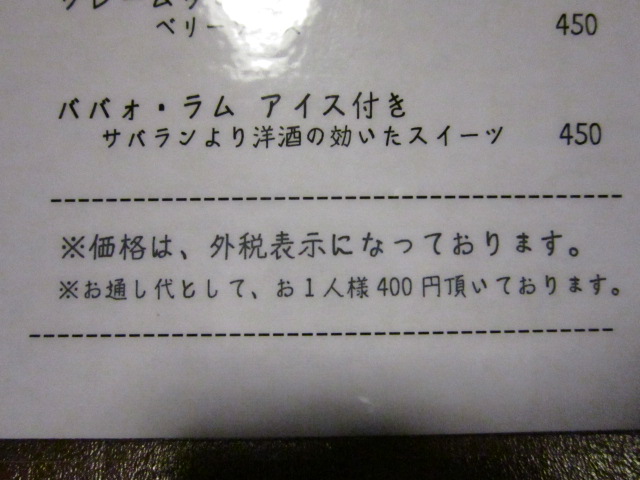 ベリー
450
ババォ・ラム アイス付き
サバランより洋酒の効いたスイーツ 450
※価格は、外税表示になっております。
※お通し代として、お1人様400円頂いております。